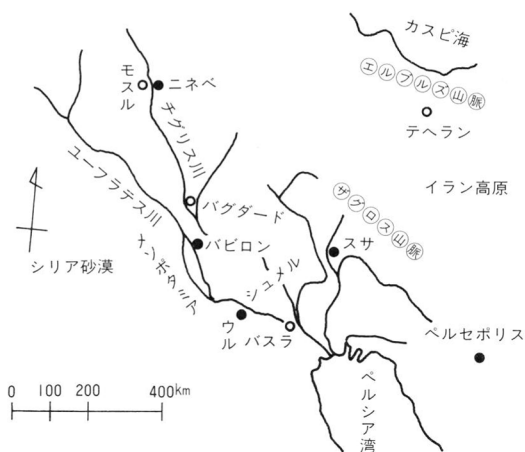 カスピ海
エルブルズ山脈
テヘラン
モスル
ニネベ
チグリス川
ユーフラテス川
バグダード
イラン高原
ザグロス山脈
シリア砂漠
メソポタミア
バビロン
シュメル
スサ
ウル
バスラ
ペルセポリス
ペルシア湾
0 100 200 400km